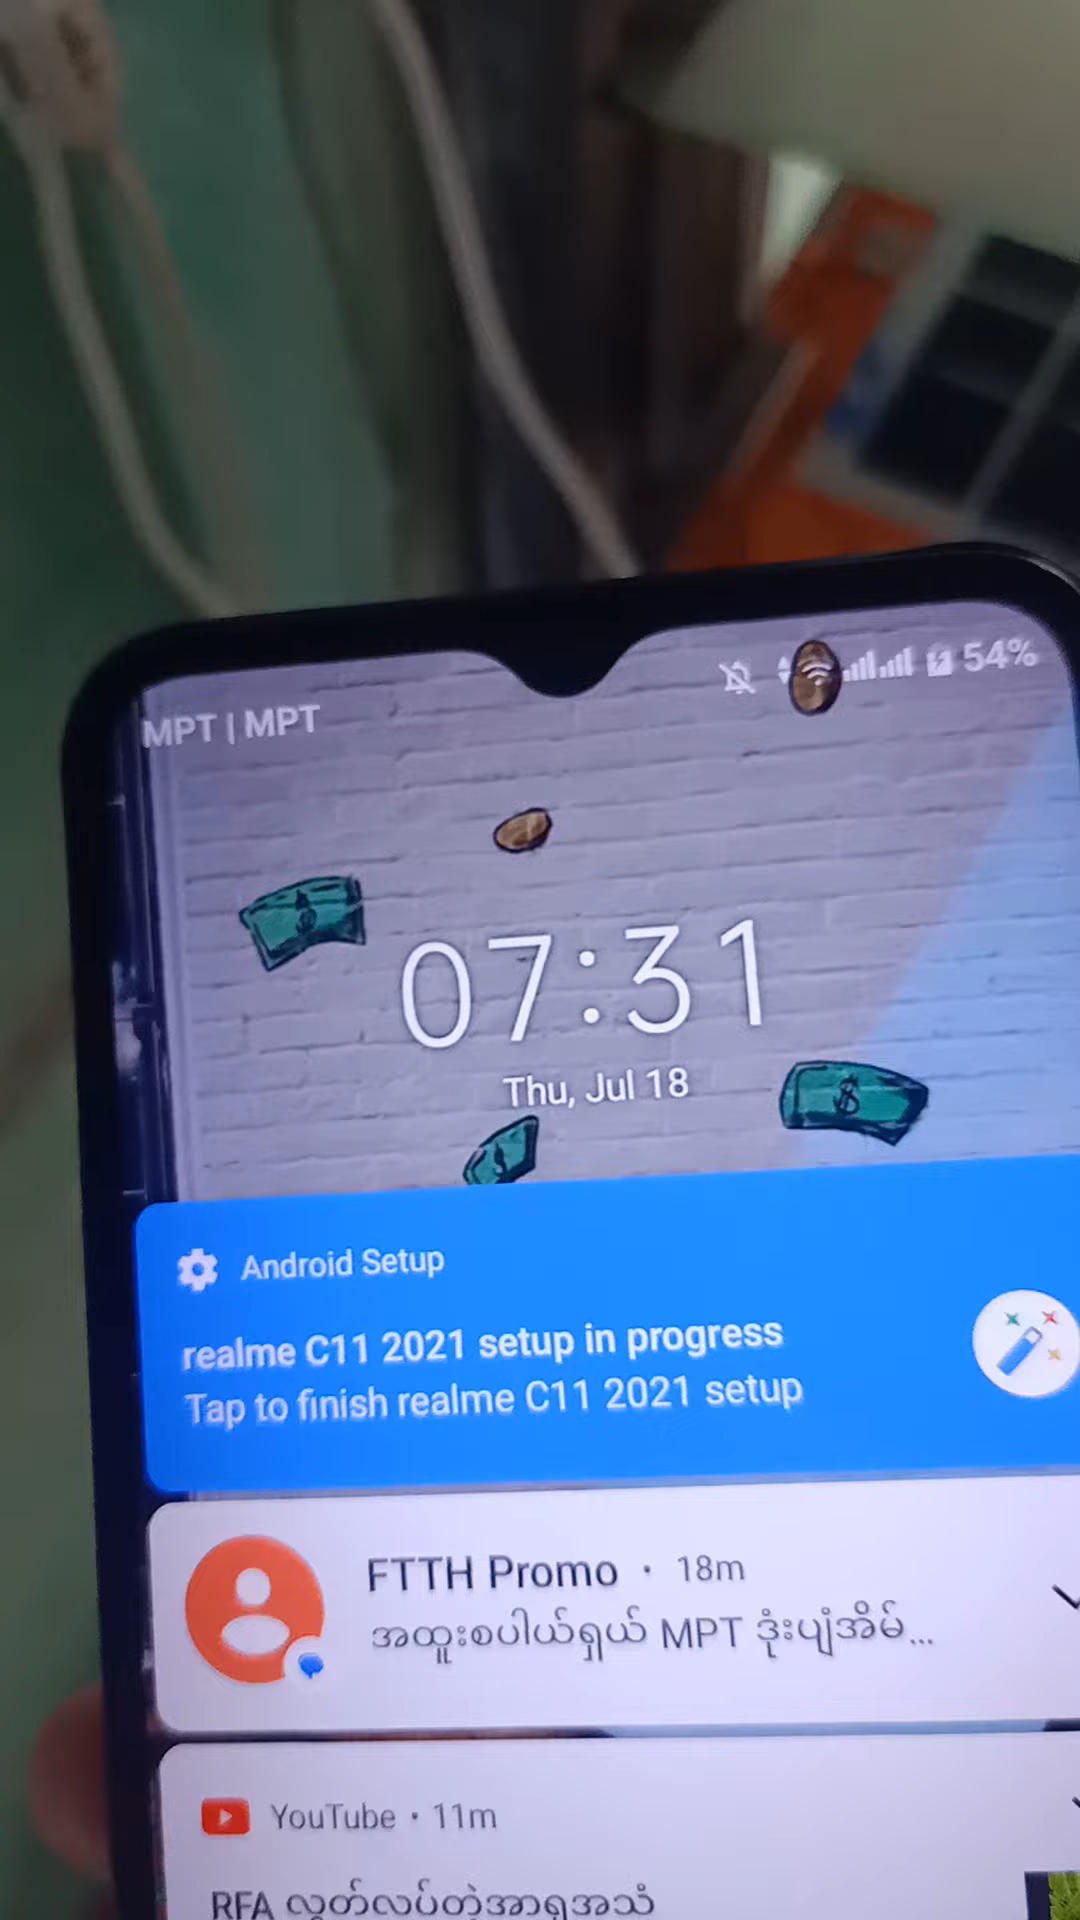 54%
MPT | MPT
07:31
Thu, Jul 18
Android Setup
realme C11 2021 setup in progress
Tap to finish realme C11 2021 setup
FTTH Promo · 18m
အထူးစပါယ်ရှယ် MPT ဒုံးပျံအိမ်...
YouTube · 11m
RFA လွတ်လပ်တဲ့အာရှအသံ